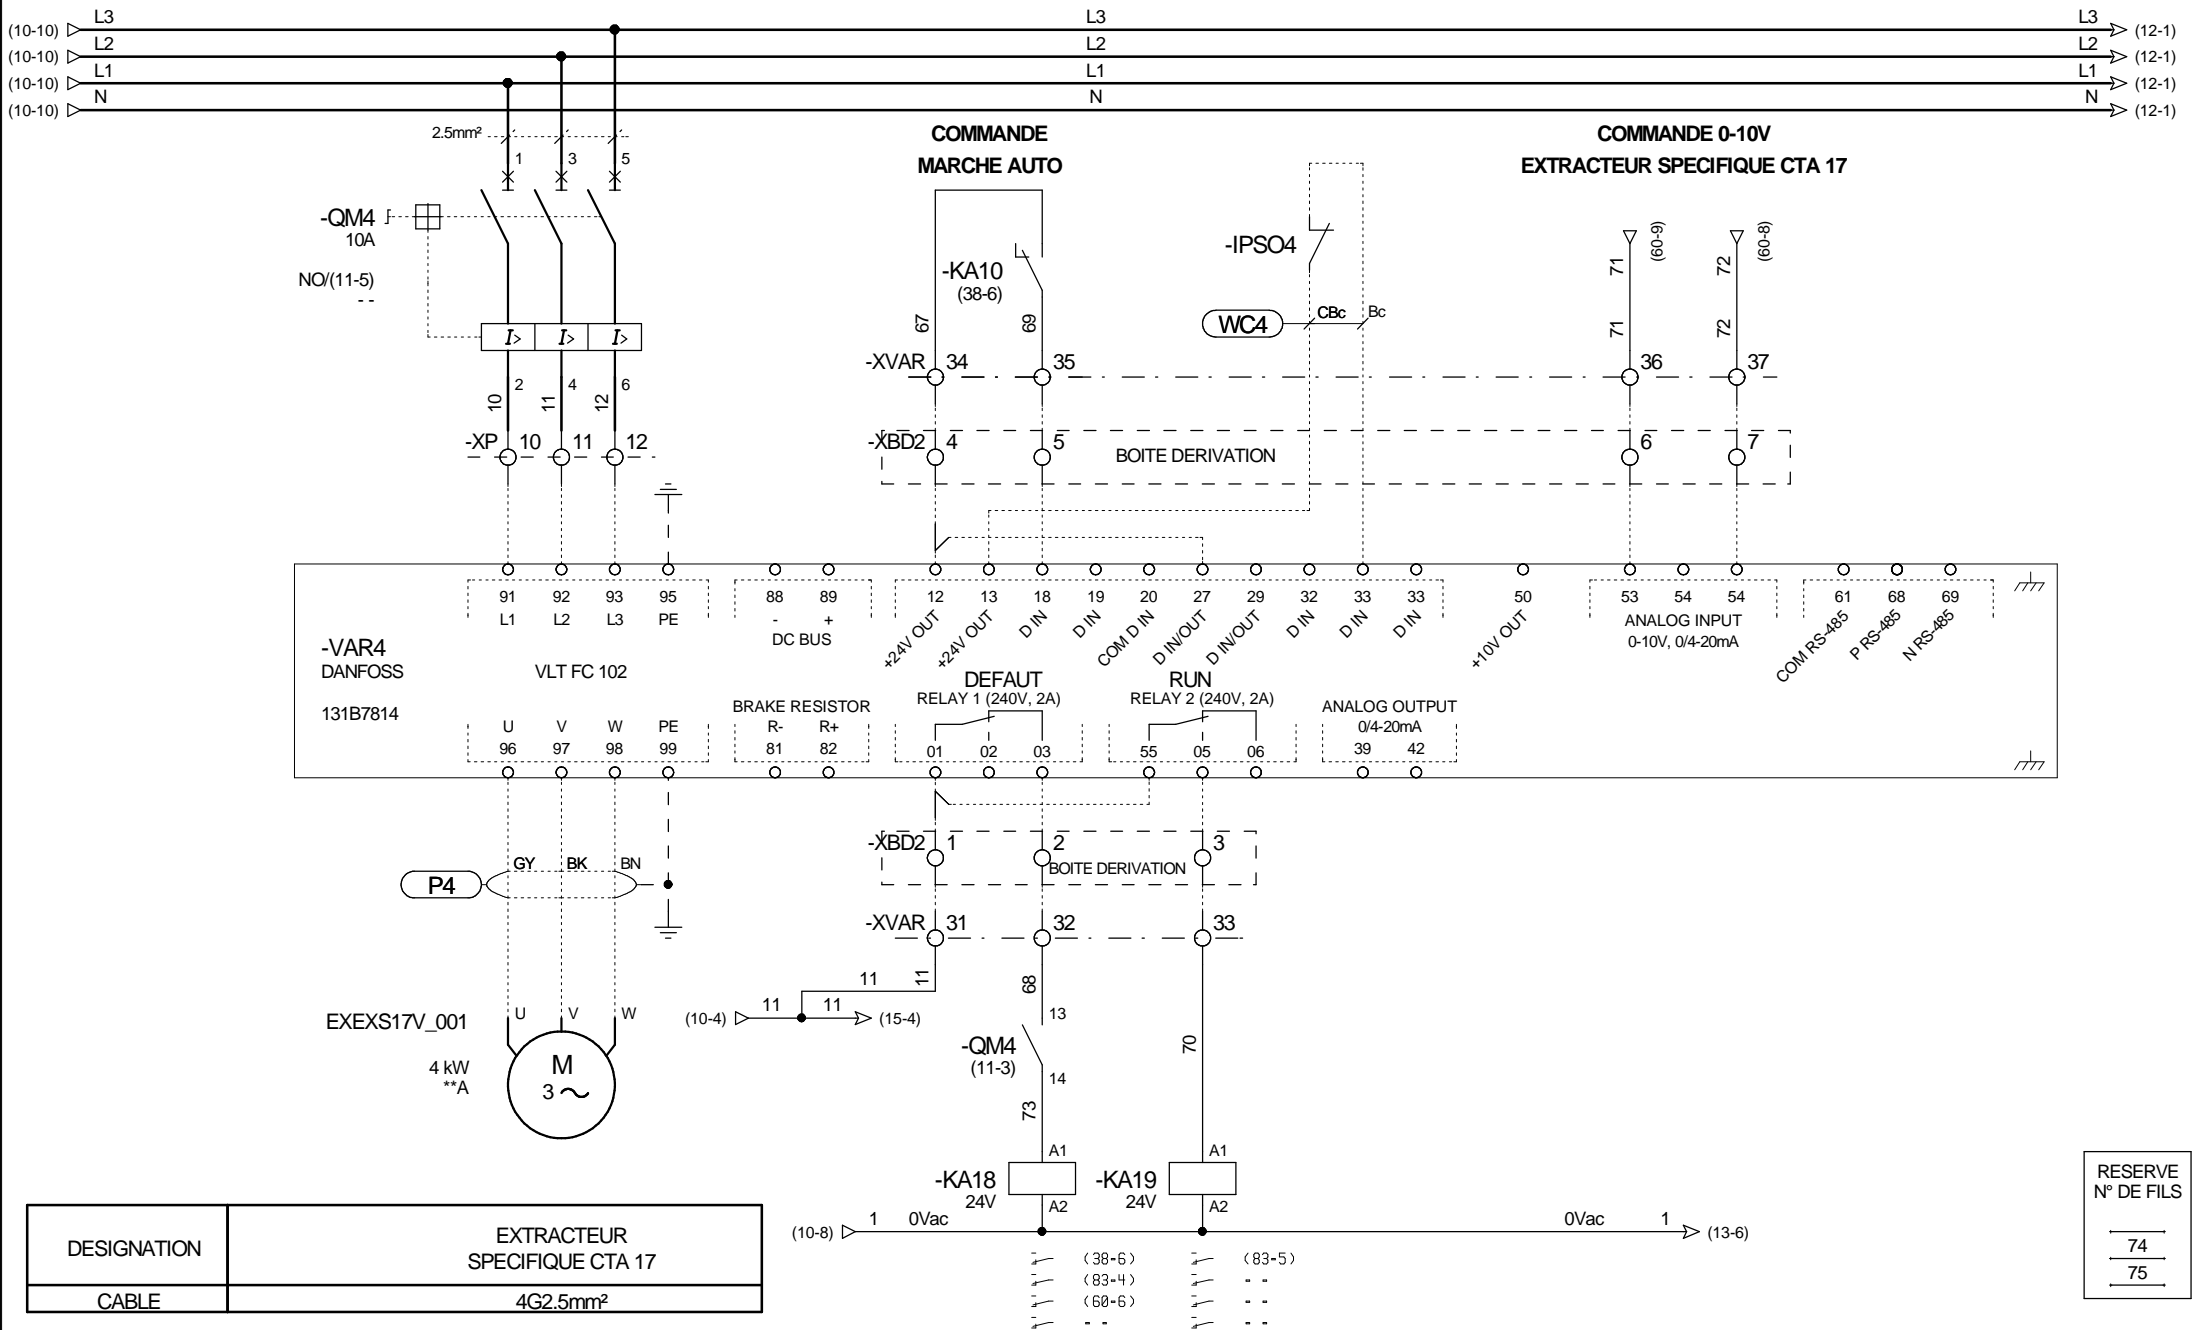 (10-10) L3 L3 L3 (12-1)
(10-10) L2 L2 L2 (12-1)
(10-10) L1 L1 L1 (12-1)
(10-10) N N N (12-1)
2.5mm²
1 3 5
COMMANDE
MARCHE AUTO
COMMANDE 0-10V
EXTRACTEUR SPECIFIQUE CTA 17
-QM4
10A
NO/(11-5)
- -
I> I> I>
2 4 6
10 11 12
-XP 10 11 12
-KA10
(38-6)
67 69
-IPSO4
WC4 CBc Bc
71 (60-9) 72 (60-8)
71 72
-XVAR 34 35 36 37
-XBD2 4 5 6 7
BOITE DERIVATION
91 92 93 95 88 89 12 13 18 19 20 27 29 32 33 33 50 53 54 54 61 68 69
L1 L2 L3 PE - +
DC BUS
+24V OUT +24V OUT D IN D IN COM D IN D IN/OUT D IN/OUT D IN D IN D IN +10V OUT
ANALOG INPUT
0-10V, 0/4-20mA
COM RS-485 P RS-485 N RS-485
-VAR4
DANFOSS VLT FC 102
131B7814
DEFAUT
RELAY 1 (240V, 2A)
RUN
RELAY 2 (240V, 2A)
BRAKE RESISTOR
R- R+
81 82
ANALOG OUTPUT
0/4-20mA
39 42
U V W PE
96 97 98 99
01 02 03 55 05 06
-XBD2 1 2 3
BOITE DERIVATION
P4 GY BK BN
-XVAR 31 32 33
11 11 68
(10-4) 11 11 (15-4)
EXEXS17V_001
U V W
4 kW
**A
M
3
13
-QM4
(11-3)
14
73 70
A1 A1
-KA18
24V
-KA19
24V
A2 A2
(10-8) 1 0Vac 0Vac 1 (13-6)
(38-6) (83-5)
(83-4) - -
(60-6) - -
- - - -
DESIGNATION EXTRACTEUR
SPECIFIQUE CTA 17
CABLE 4G2.5mm²
RESERVE
N° DE FILS
74
75